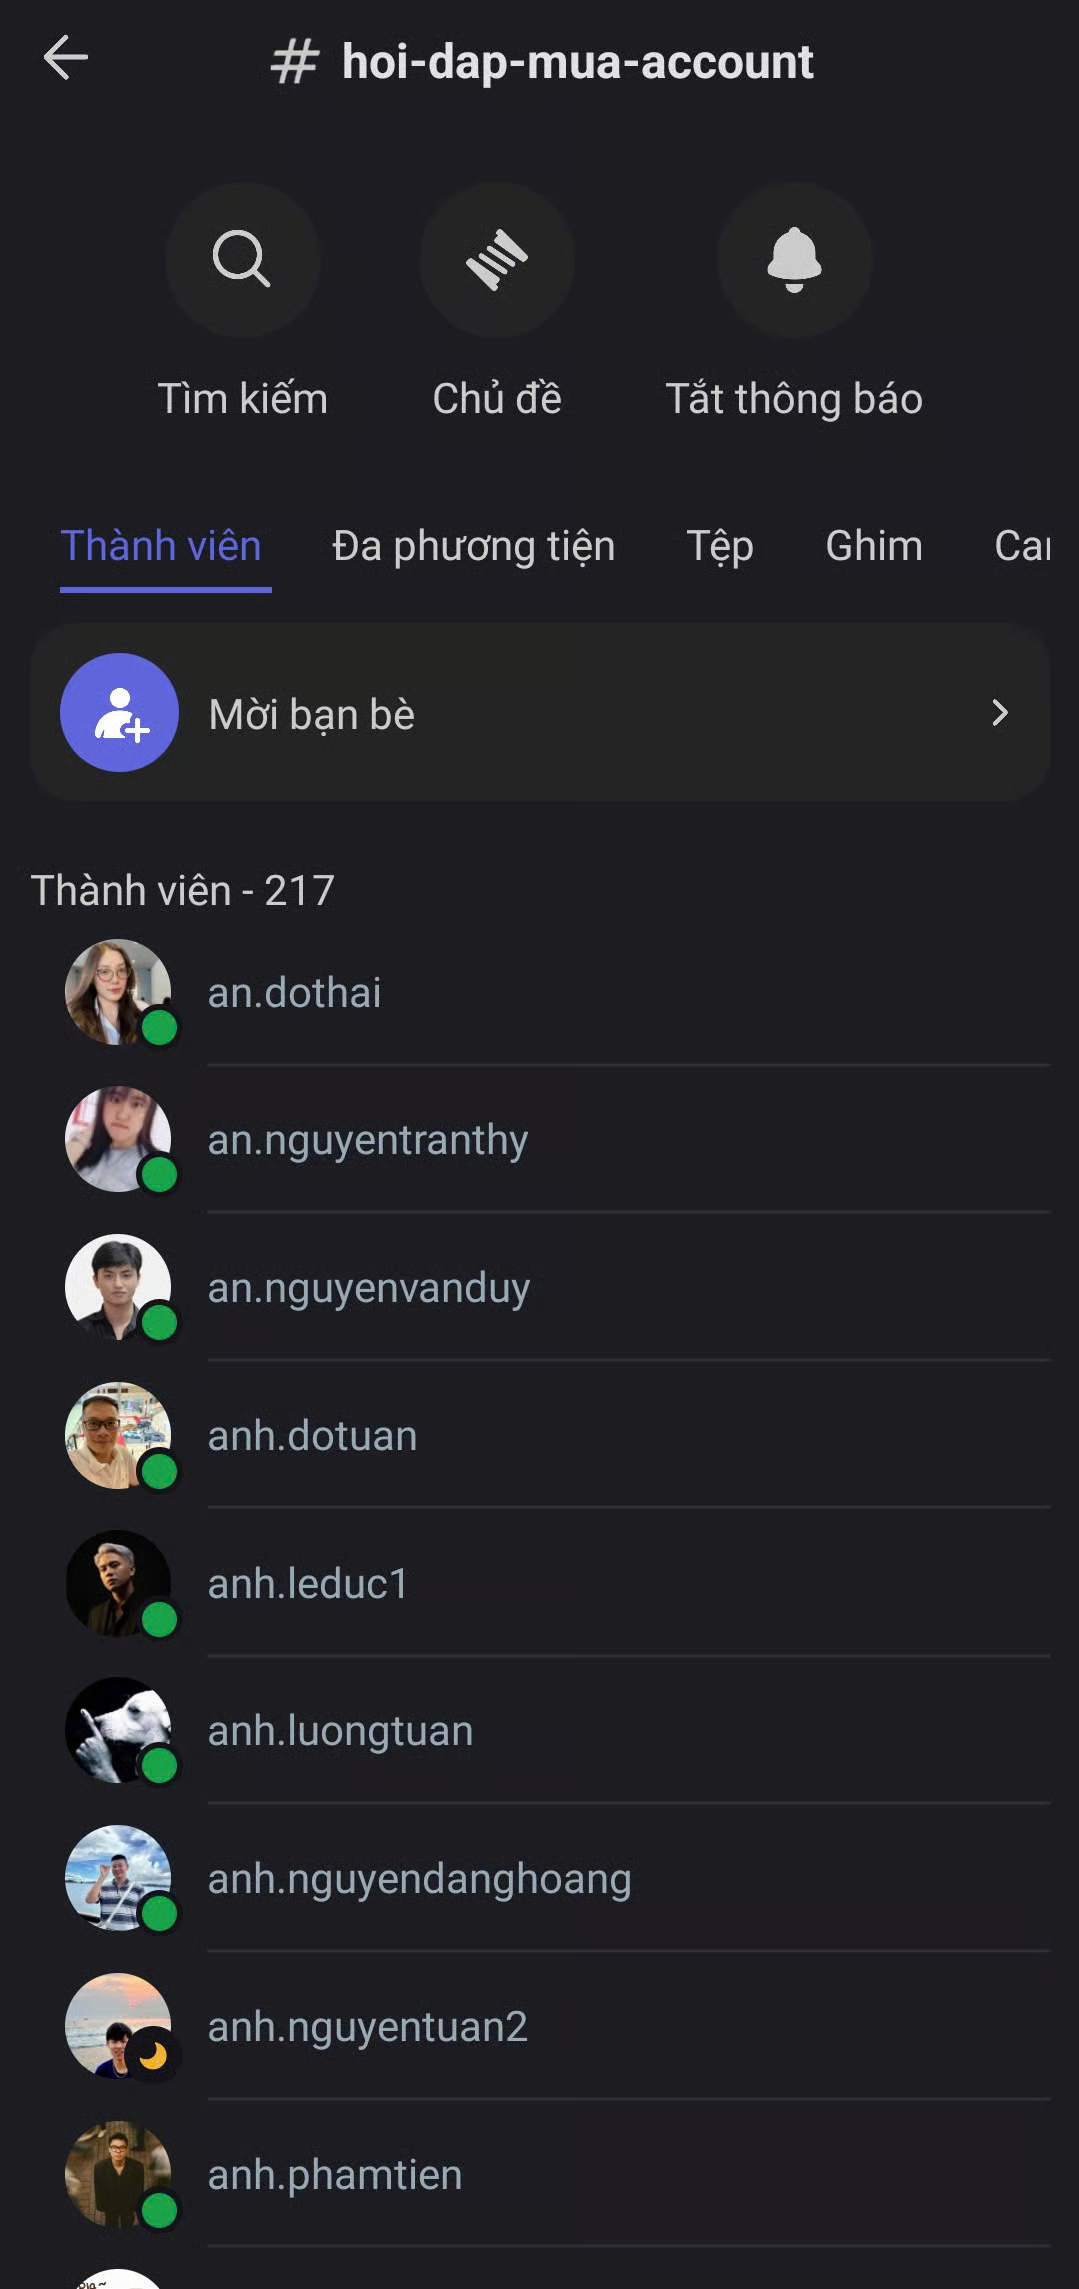 # hoi-dap-mua-account
Tìm kiếm Chủ đề Tắt thông báo
Thành viên Đa phương tiện Tệp Ghim
Mời bạn bè
Thành viên - 217
an.dothai
an.nguyentranthy
an.nguyenvanduy
anh.dotuan
anh.leduc1
anh.luongtuan
anh.nguyendanghoang
anh.nguyentuan2
anh.phamtien